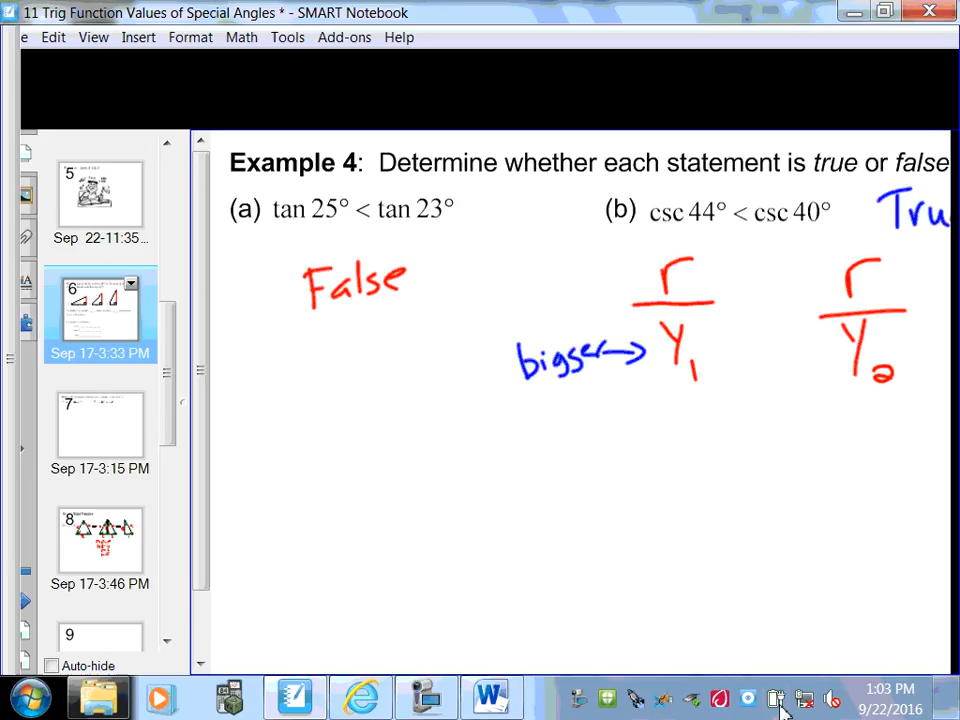 11 Trig Function Values of Special Angles * - SMART Notebook
e Edit View Insert Format Math Tools Add-ons Help
5
Sep 22-11:35...
6
Sep 17-3:33 PM
7
Sep 17-3:15 PM
8
Sep 17-3:46 PM
9
Auto-hide
Example 4: Determine whether each statement is true or false
(a) tan 25° < tan 23°
(b) csc 44° < csc 40° Tru
False
r
r
bigger→ y₁
y₂
1:03 PM
9/22/2016